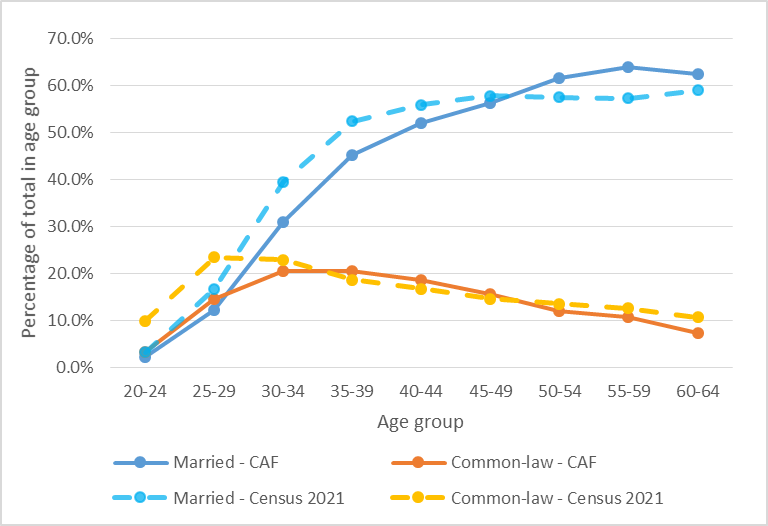 70.0%
60.0%
50.0%
40.0%
30.0%
20.0%
10.0%
0.0%
Percentage of total in age group
20-24 25-29 30-34 35-39 40-44 45-49 50-54 55-59 60-64
Age group
Married - CAF Common-law - CAF
Married - Census 2021 Common-law - Census 2021